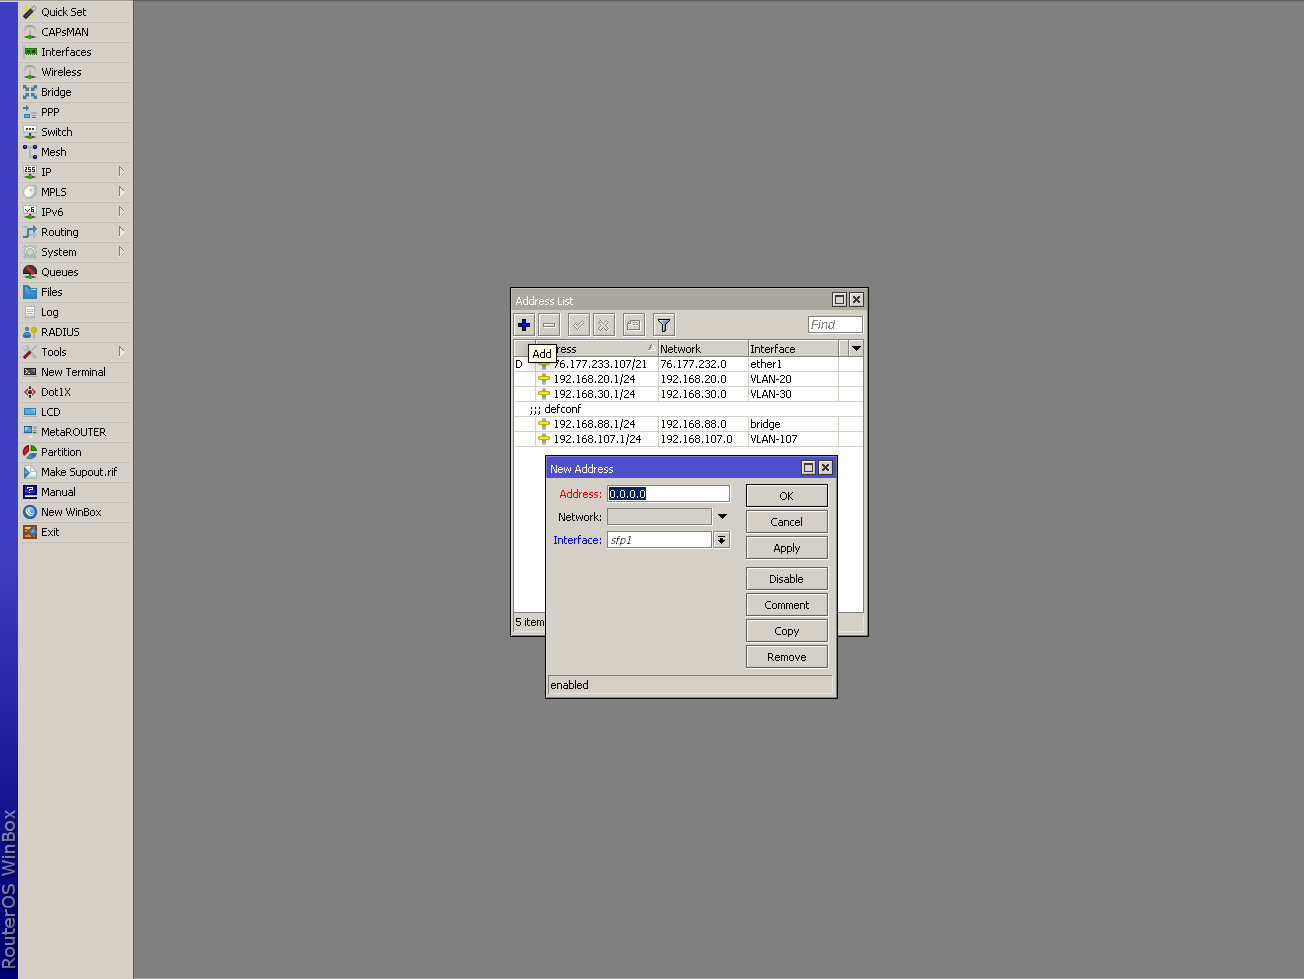 Quick Set
CAPsMAN
Interfaces
Wireless
Bridge
PPP
Switch
Mesh
IP
MPLS
IPv6
Routing
System
Queues
Files
Log
RADIUS
Tools
New Terminal
Dot1X
LCD
MetaROUTER
Partition
Make Supout.rif
Manual
New WinBox
Exit
RouterOS WinBox
Address List
Find
ress Network Interface
Add
D 76.177.233.107/21 76.177.232.0 ether1
192.168.20.1/24 192.168.20.0 VLAN-20
192.168.30.1/24 192.168.30.0 VLAN-30
;;; defconf
192.168.88.1/24 192.168.88.0 bridge
192.168.107.1/24 192.168.107.0 VLAN-107
5 item
New Address
Address: 0.0.0.0
Network:
Interface: sfp1
OK
Cancel
Apply
Disable
Comment
Copy
Remove
enabled